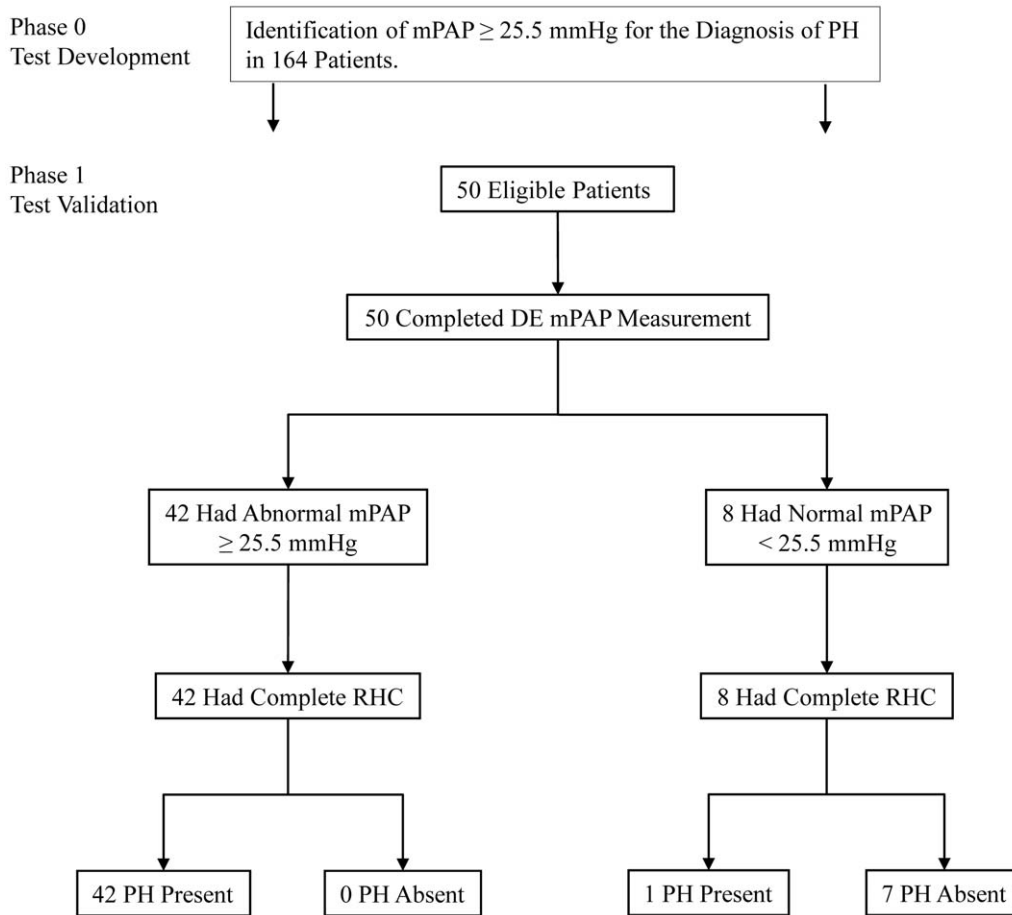 Phase 0
Test Development
Identification of mPAP ≥ 25.5 mmHg for the Diagnosis of PH
in 164 Patients.
Phase 1
Test Validation
50 Eligible Patients
50 Completed DE mPAP Measurement
42 Had Abnormal mPAP
≥ 25.5 mmHg
8 Had Normal mPAP
< 25.5 mmHg
42 Had Complete RHC
8 Had Complete RHC
42 PH Present
0 PH Absent
1 PH Present
7 PH Absent